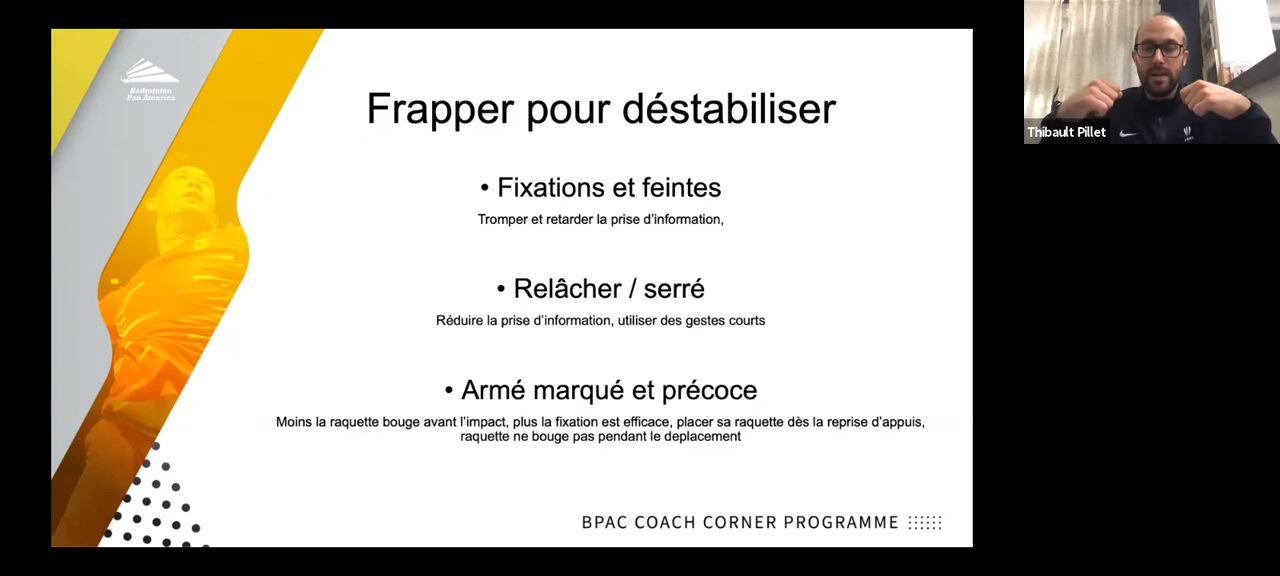 Badminton
Pan America
Frapper pour déstabiliser
• Fixations et feintes
Tromper et retarder la prise d’information,
• Relâcher / serré
Réduire la prise d’information, utiliser des gestes courts
• Armé marqué et précoce
Moins la raquette bouge avant l’impact, plus la fixation est efficace, placer sa raquette dès la reprise d’appuis,
raquette ne bouge pas pendant le deplacement
BPAC COACH CORNER PROGRAMME
Thibault Pillet